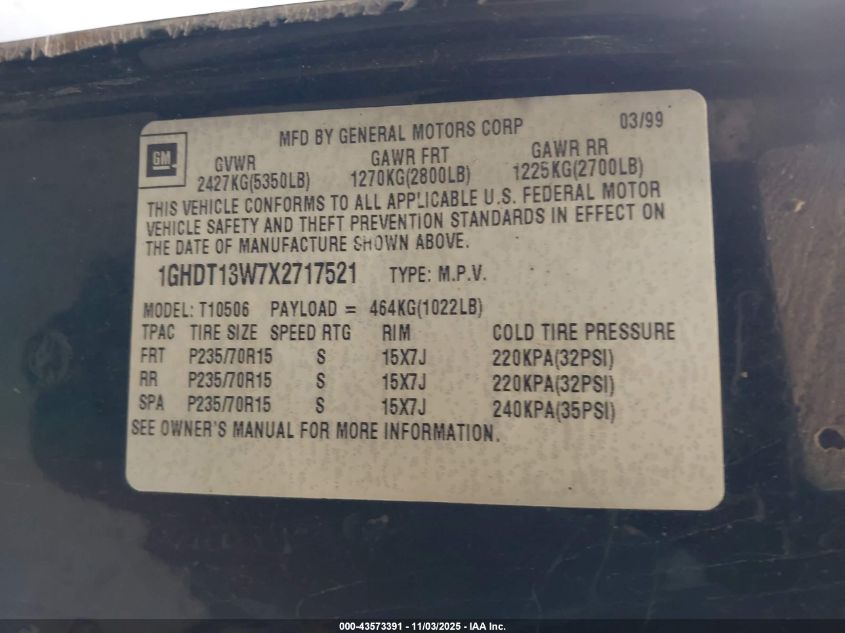 MFD BY GENERAL MOTORS CORP 03/99
GM
GVWR GAWR FRT GAWR RR
2427KG(5350LB) 1270KG(2800LB) 1225KG(2700LB)
THIS VEHICLE CONFORMS TO ALL APPLICABLE U.S. FEDERAL MOTOR
VEHICLE SAFETY AND THEFT PREVENTION STANDARDS IN EFFECT ON
THE DATE OF MANUFACTURE SHOWN ABOVE.
1GHDT13W7X2717521 TYPE: M.P.V.
MODEL: T10506 PAYLOAD = 464KG(1022LB)
TPAC TIRE SIZE SPEED RTG RIM COLD TIRE PRESSURE
FRT P235/70R15 S 15X7J 220KPA(32PSI)
RR P235/70R15 S 15X7J 220KPA(32PSI)
SPA P235/70R15 S 15X7J 240KPA(35PSI)
SEE OWNER'S MANUAL FOR MORE INFORMATION.
000-43573391 - 11/03/2025 - IAA Inc.